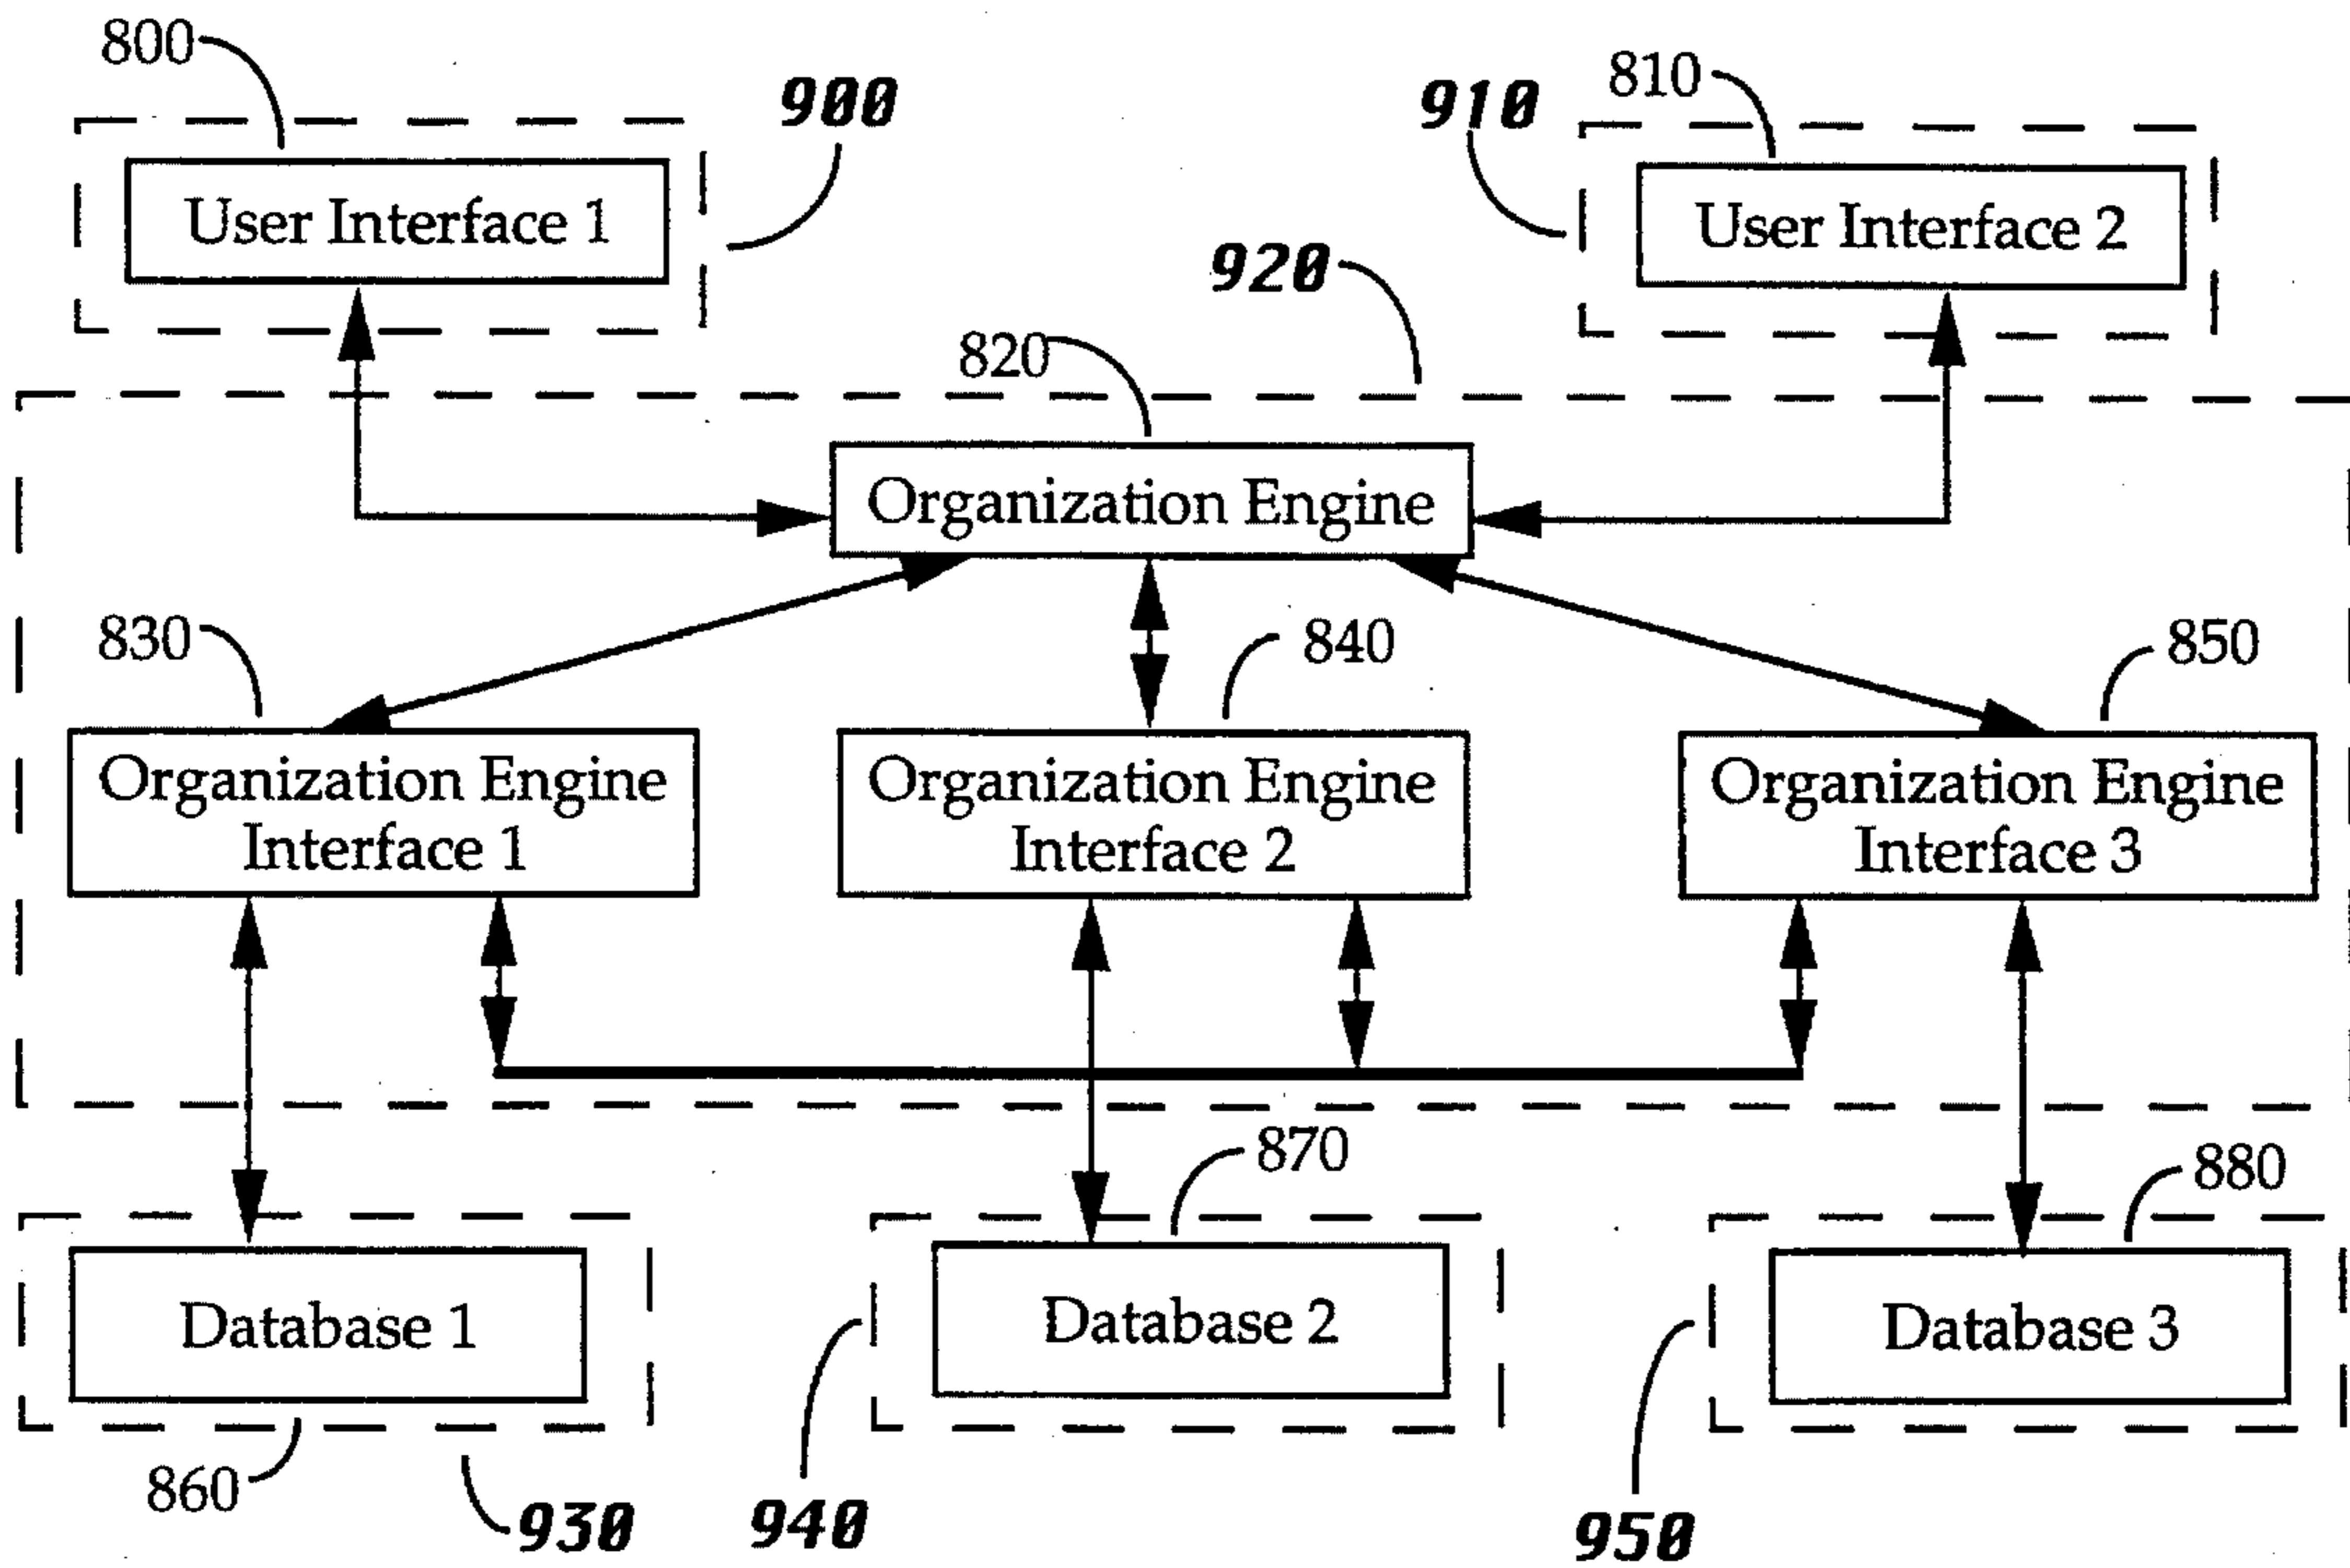 800
900
910
810
User Interface 1
User Interface 2
920
820
Organization Engine
830
840
850
Organization Engine
Interface 1
Organization Engine
Interface 2
Organization Engine
Interface 3
870
880
Database 1
Database 2
Database 3
860
930
940
950